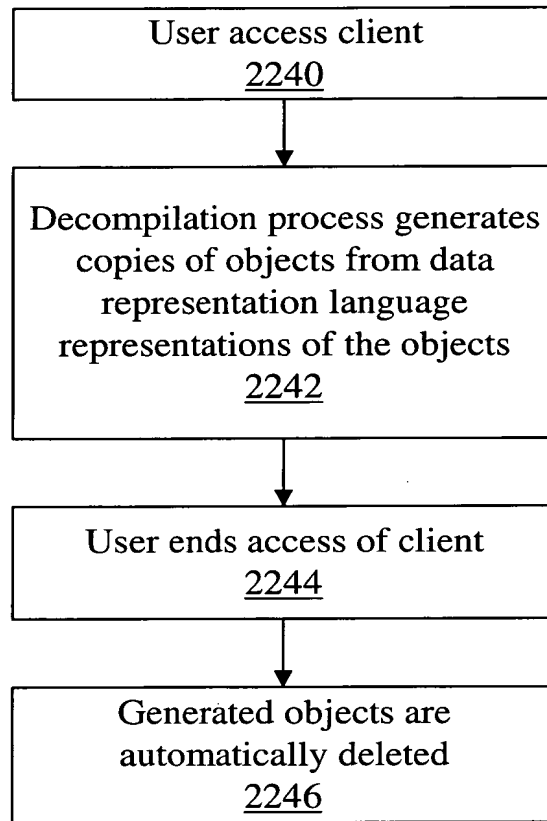 User access client
2240
Decompilation process generates
copies of objects from data
representation language
representations of the objects
2242
User ends access of client
2244
Generated objects are
automatically deleted
2246